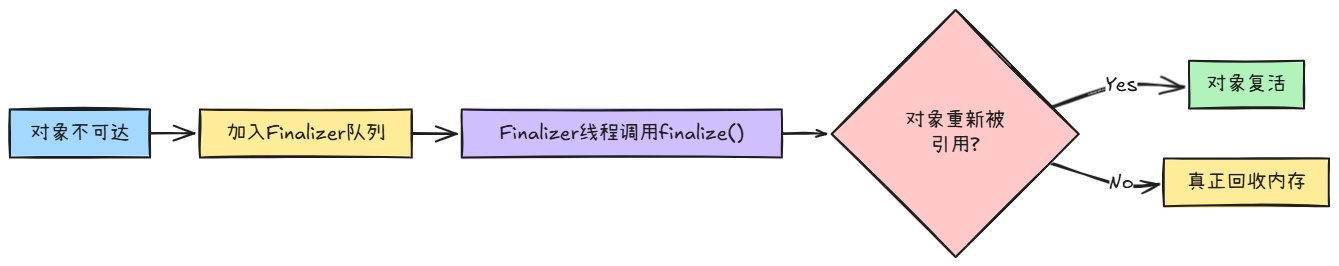 对象不可达
加入Finalizer队列
Finalizer线程调用finalize()
对象重新被
引用?
Yes
对象复活
No
真正回收内存